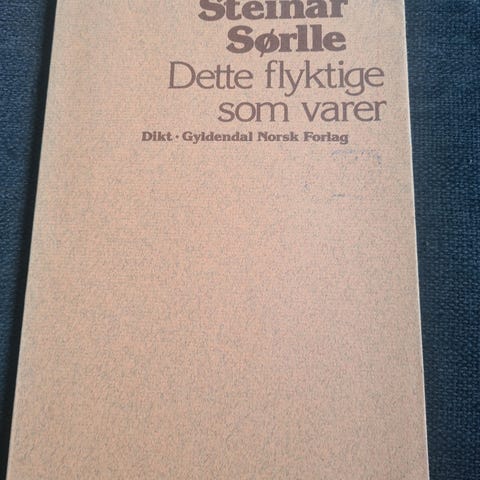 Steinar
Sørlle
Dette flyktige
som varer
Dikt • Gyldendal Norsk Forlag